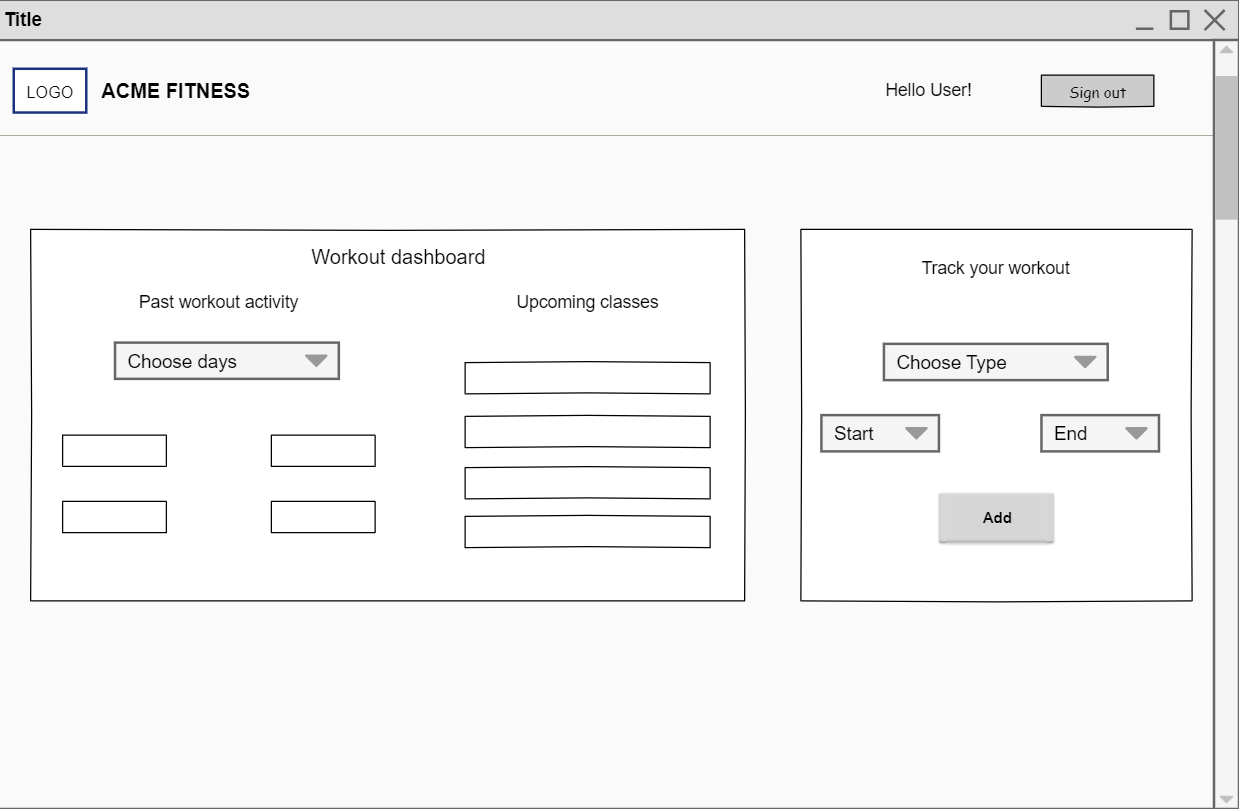 Title
LOGO ACME FITNESS
Hello User!
Sign out
Workout dashboard
Past workout activity
Upcoming classes
Choose days
Track your workout
Choose Type
Start
End
Add